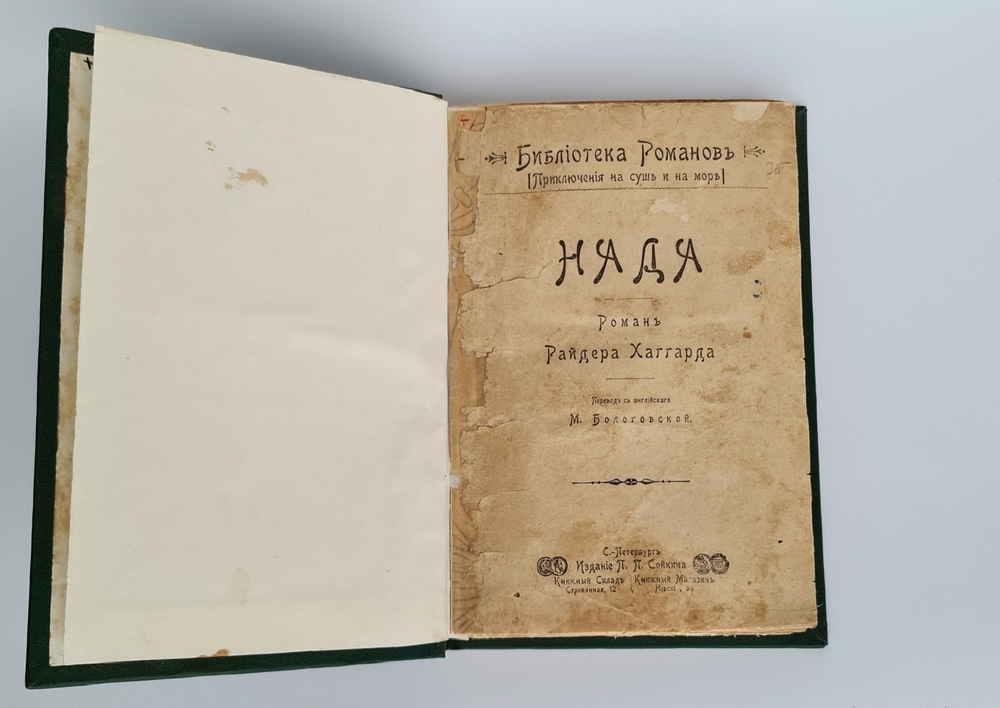 Библіотека Романовъ
(Приключенія на сушѣ и на морѣ)
НАДА
Романъ
Райдера Хаггарда
Переводъ съ англійскаго
М. Бологовской.
С.-Петербургъ
Изданіе П. П. Сойкина
Книжный Складъ Книжный Магазинъ
Стремянная, 12 96